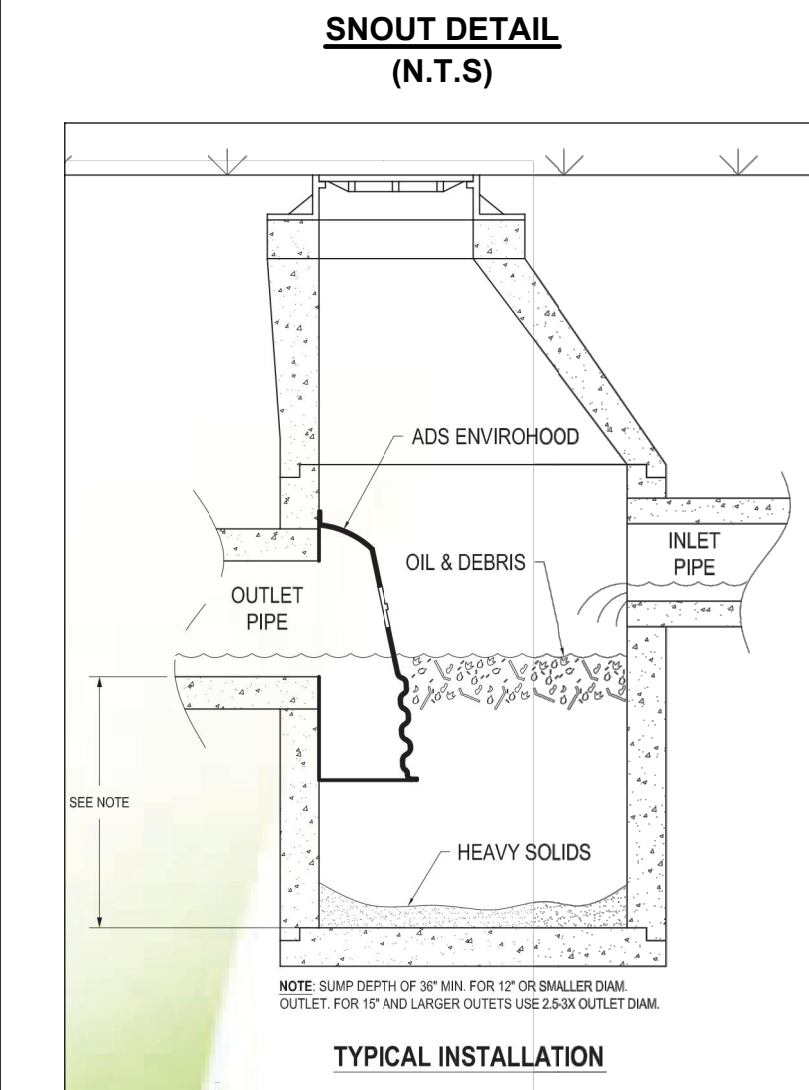 SNOUT DETAIL
(N.T.S)
ADS ENVIROHOOD
OIL & DEBRIS
INLET
PIPE
OUTLET
PIPE
SEE NOTE
HEAVY SOLIDS
NOTE: SUMP DEPTH OF 36" MIN. FOR 12" OR SMALLER DIAM.
OUTLET. FOR 15" AND LARGER OUTETS USE 2.5-3X OUTLET DIAM.
TYPICAL INSTALLATION